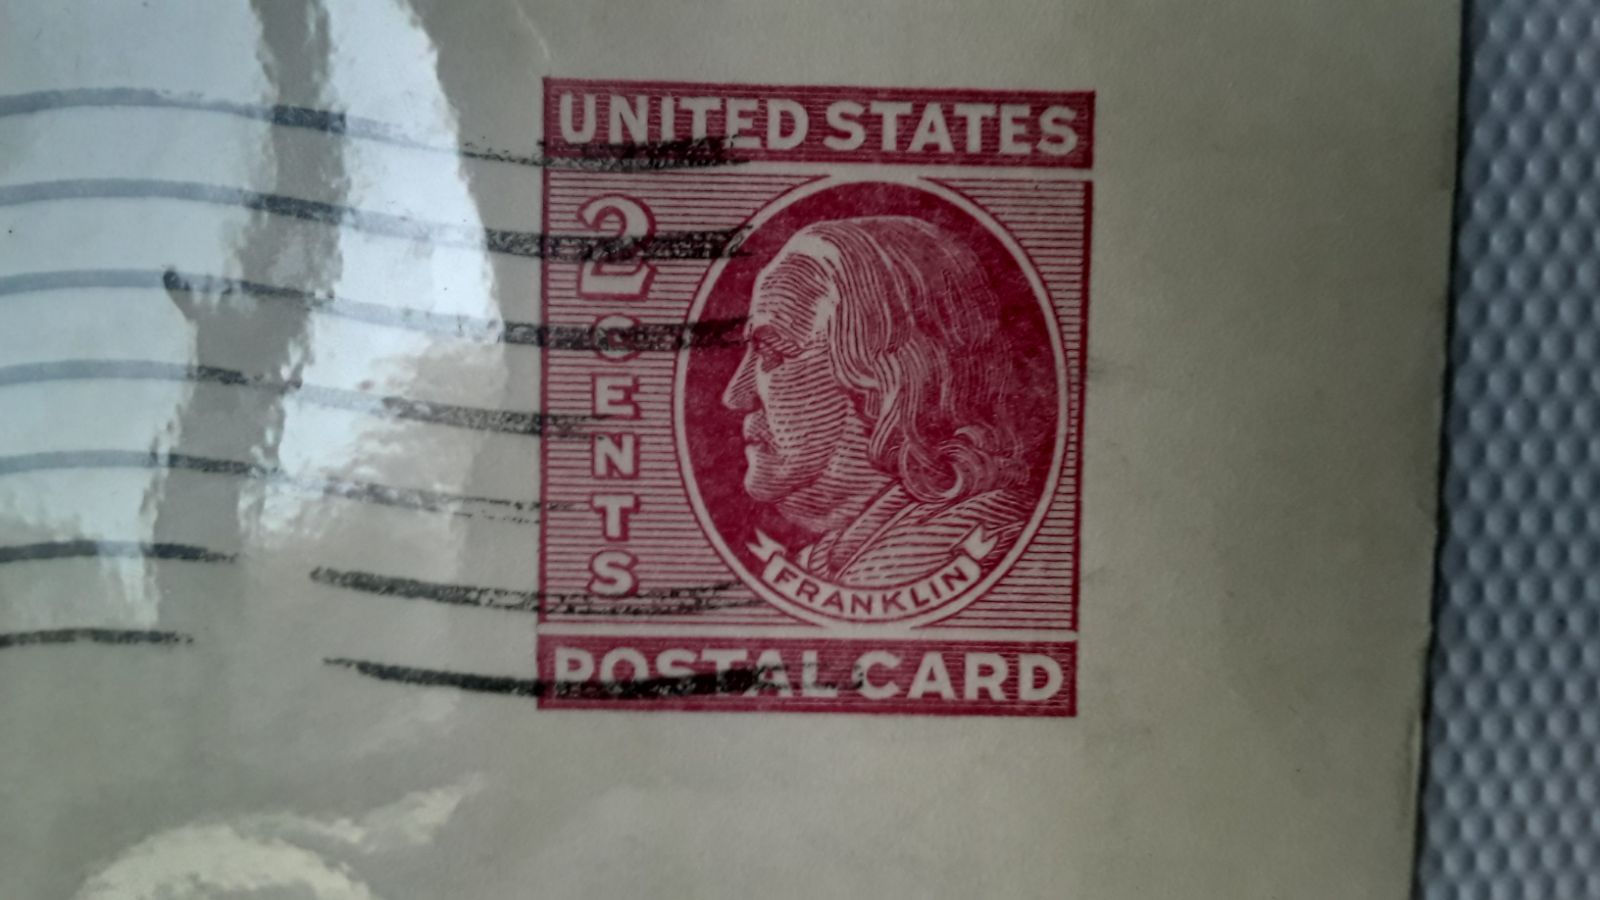 UNITED STATES
2 CENTS
FRANKLIN
POSTAL CARD